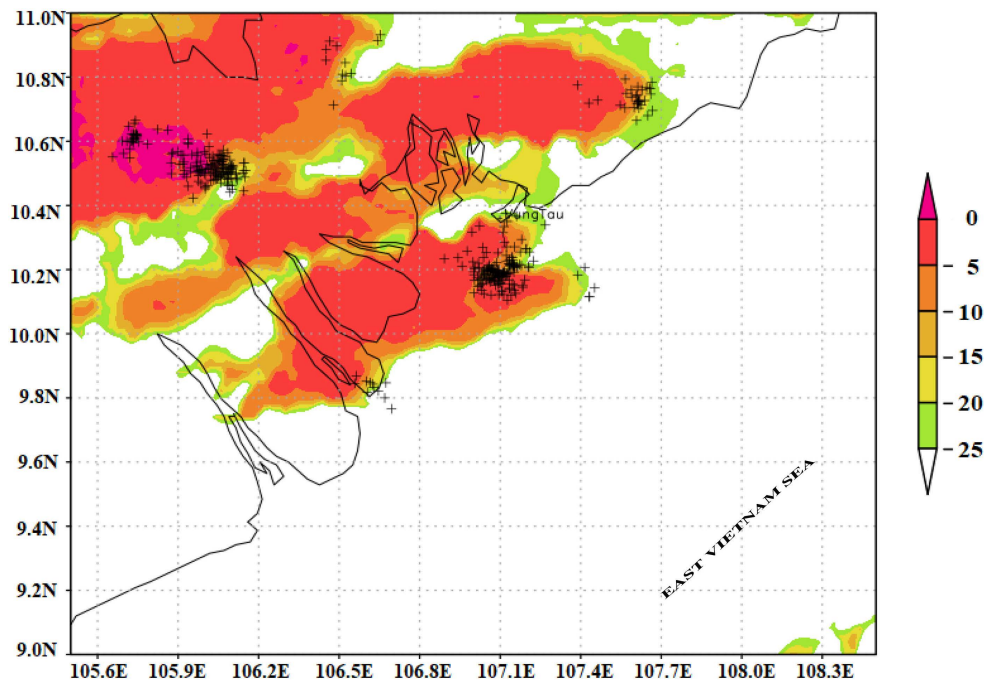 11.0N
10.8N
10.6N
10.4N
10.2N
10.0N
9.8N
9.6N
9.4N
9.2N
9.0N
VungTau
EAST VIETNAM SEA
105.6E 105.9E 106.2E 106.5E 106.8E 107.1E 107.4E 107.7E 108.0E 108.3E
0
-5
-10
-15
-20
-25